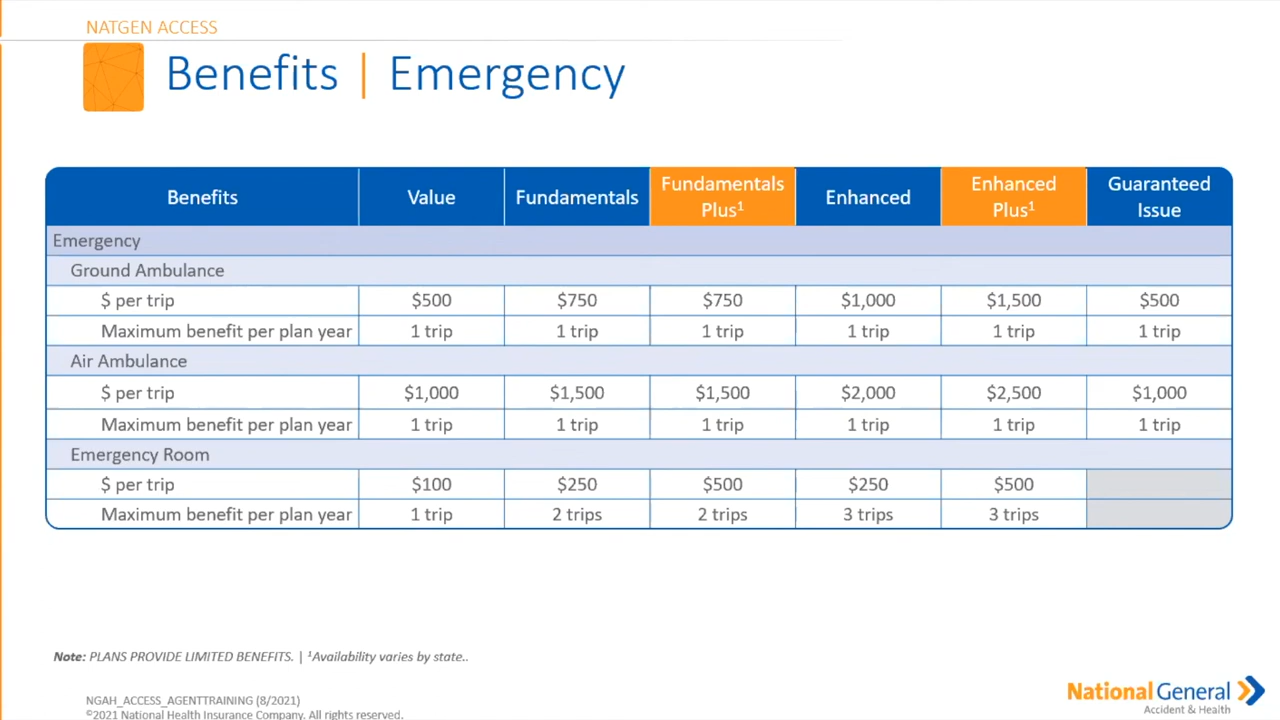 NATGEN ACCESS
Benefits | Emergency
Benefits Value Fundamentals Fundamentals Plus¹ Enhanced Enhanced Plus¹ Guaranteed Issue
Emergency
Ground Ambulance
$ per trip $500 $750 $750 $1,000 $1,500 $500
Maximum benefit per plan year 1 trip 1 trip 1 trip 1 trip 1 trip 1 trip
Air Ambulance
$ per trip $1,000 $1,500 $1,500 $2,000 $2,500 $1,000
Maximum benefit per plan year 1 trip 1 trip 1 trip 1 trip 1 trip 1 trip
Emergency Room
$ per trip $100 $250 $500 $250 $500
Maximum benefit per plan year 1 trip 2 trips 2 trips 3 trips 3 trips
Note: PLANS PROVIDE LIMITED BENEFITS. | ¹Availability varies by state..
NGAH_ACCESS_AGENTTRAINING (8/2021)
©2021 National Health Insurance Company. All rights reserved.
National General
Accident & Health